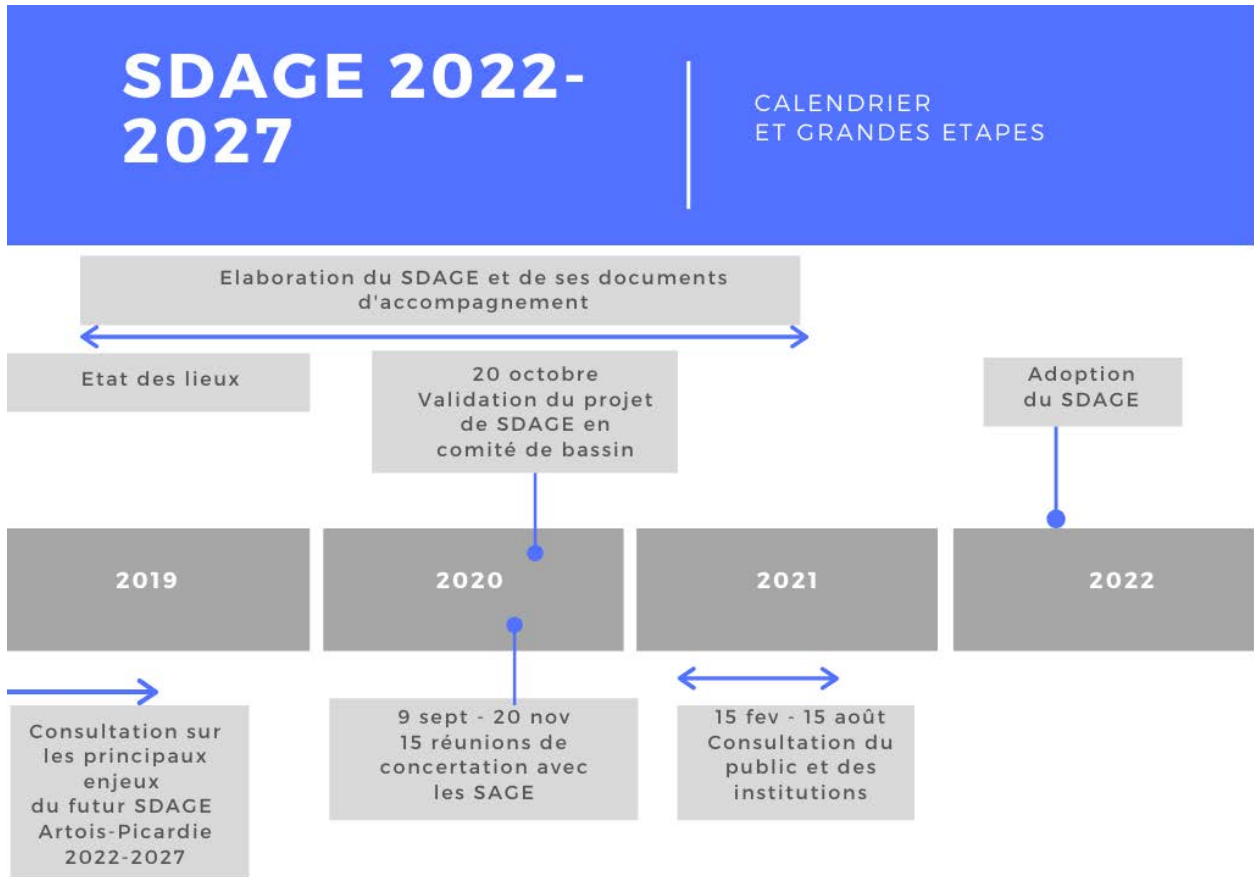 SDAGE 2022-
2027
CALENDRIER
ET GRANDES ETAPES
Elaboration du SDAGE et de ses documents
d'accompagnement
Etat des lieux
20 octobre
Validation du projet
de SDAGE en
comité de bassin
Adoption
du SDAGE
2019
2020
2021
2022
Consultation sur
les principaux
enjeux
du futur SDAGE
Artois-Picardie
2022-2027
9 sept - 20 nov
15 réunions de
concertation avec
les SAGE
15 fev - 15 août
Consultation du
public et des
institutions